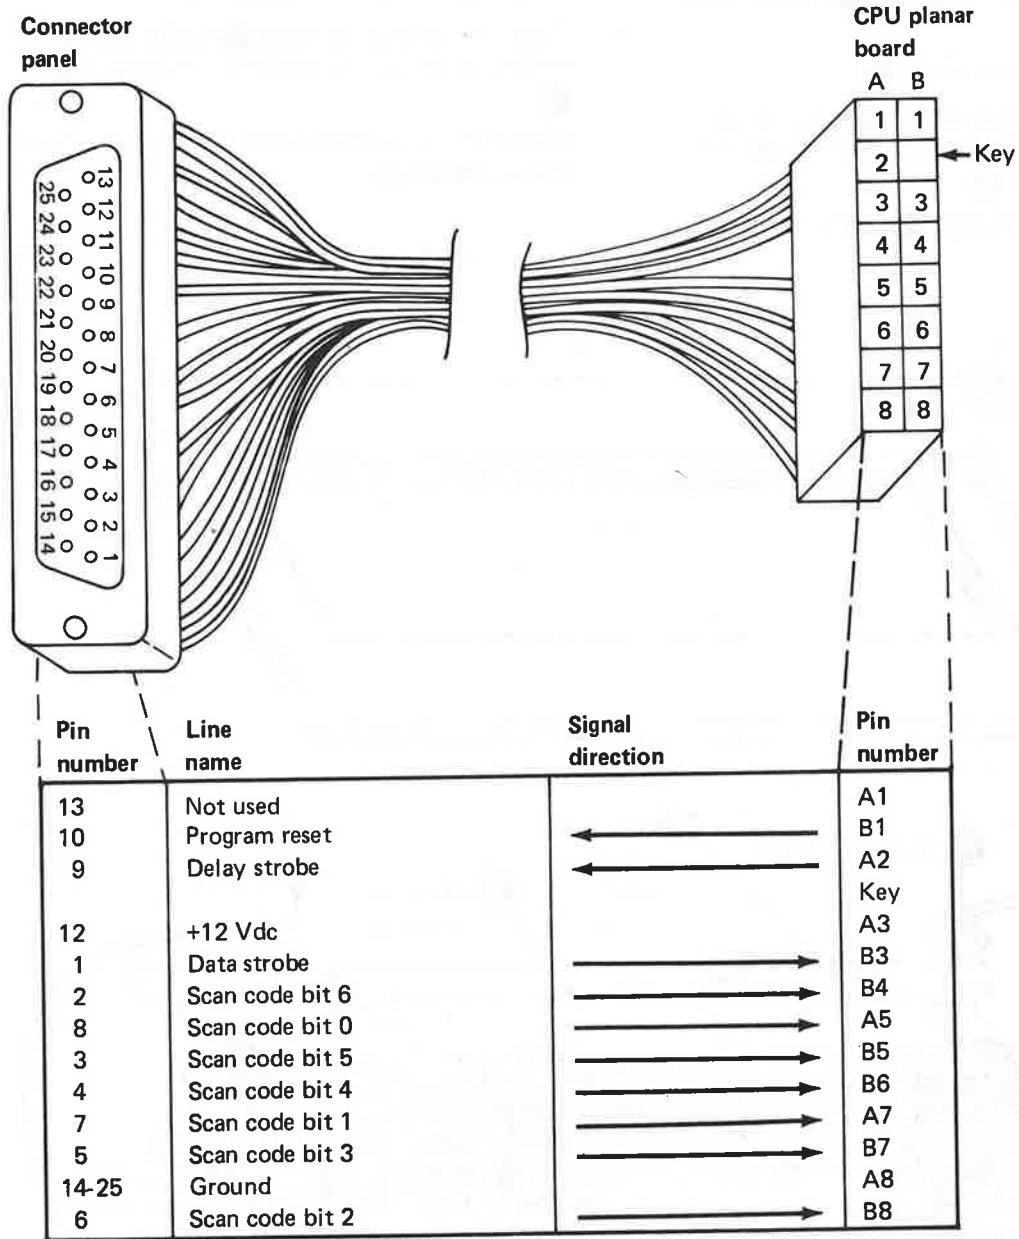 Connector
panel
CPU planar
board
A B
1 1
2
Key
3 3
4 4
5 5
6 6
7 7
8 8
13
12
11
10
9
8
7
6
5
4
3
2
1
25
24
23
22
21
20
19
18
17
16
15
14
Pin
number
Line
name
Signal
direction
Pin
number
13 Not used A1
10 Program reset B1
9 Delay strobe A2
Key
12 +12 Vdc A3
1 Data strobe B3
2 Scan code bit 6 B4
8 Scan code bit 0 A5
3 Scan code bit 5 B5
4 Scan code bit 4 B6
7 Scan code bit 1 A7
5 Scan code bit 3 B7
14-25 Ground A8
6 Scan code bit 2 B8